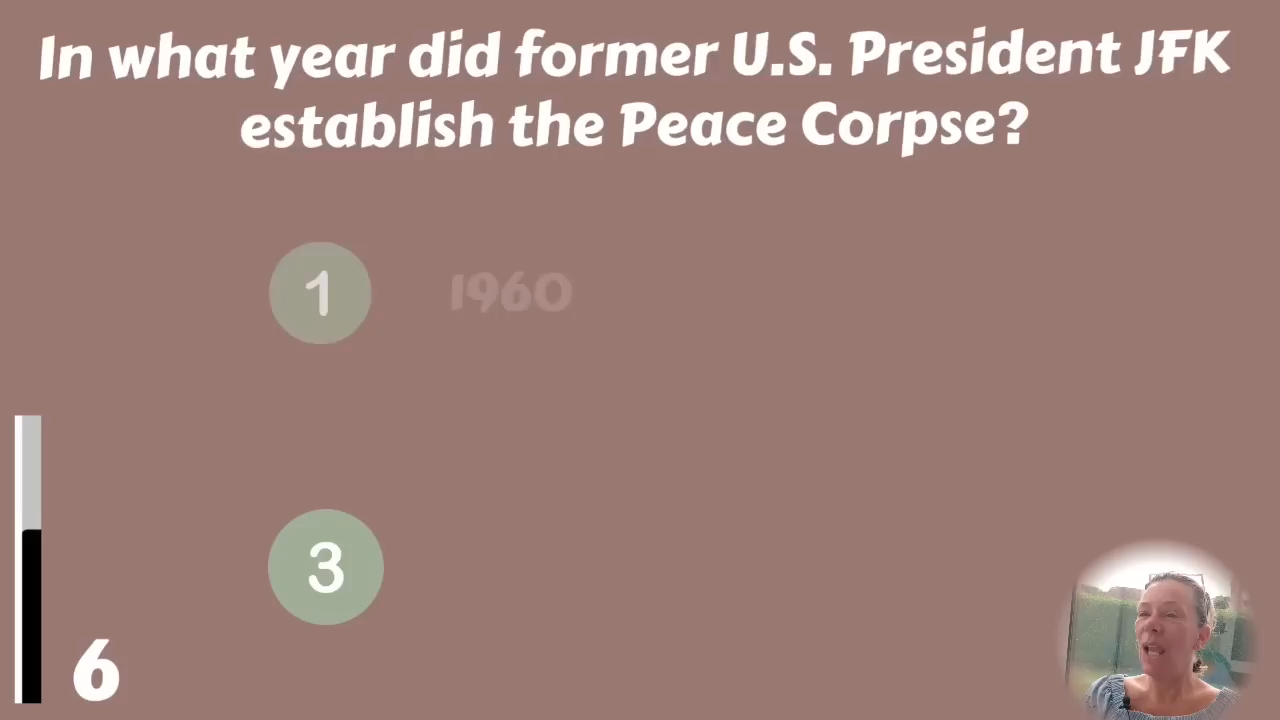 In what year did former U.S. President JFK
establish the Peace Corpse?
1 1960
3
6